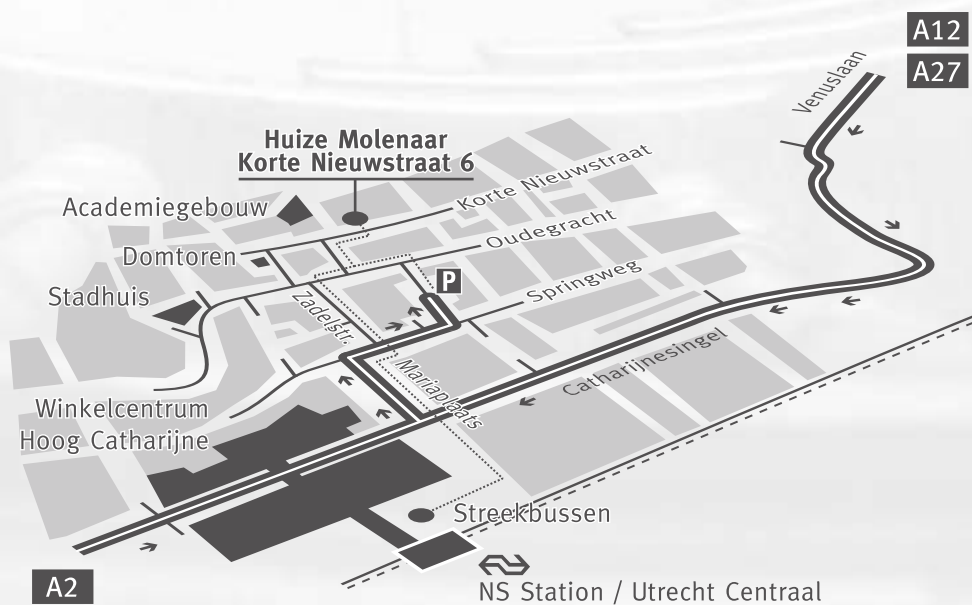 A12
A27
Venuslaan
Huize Molenaar
Korte Nieuwstraat 6
Korte Nieuwstraat
Academiegebouw
Oudegracht
Domtoren
P
Springweg
Stadhuis
Zadelstr.
Catharijnesingel
Mariaplaats
Winkelcentrum
Hoog Catharijne
Streekbussen
A2
NS Station / Utrecht Centraal